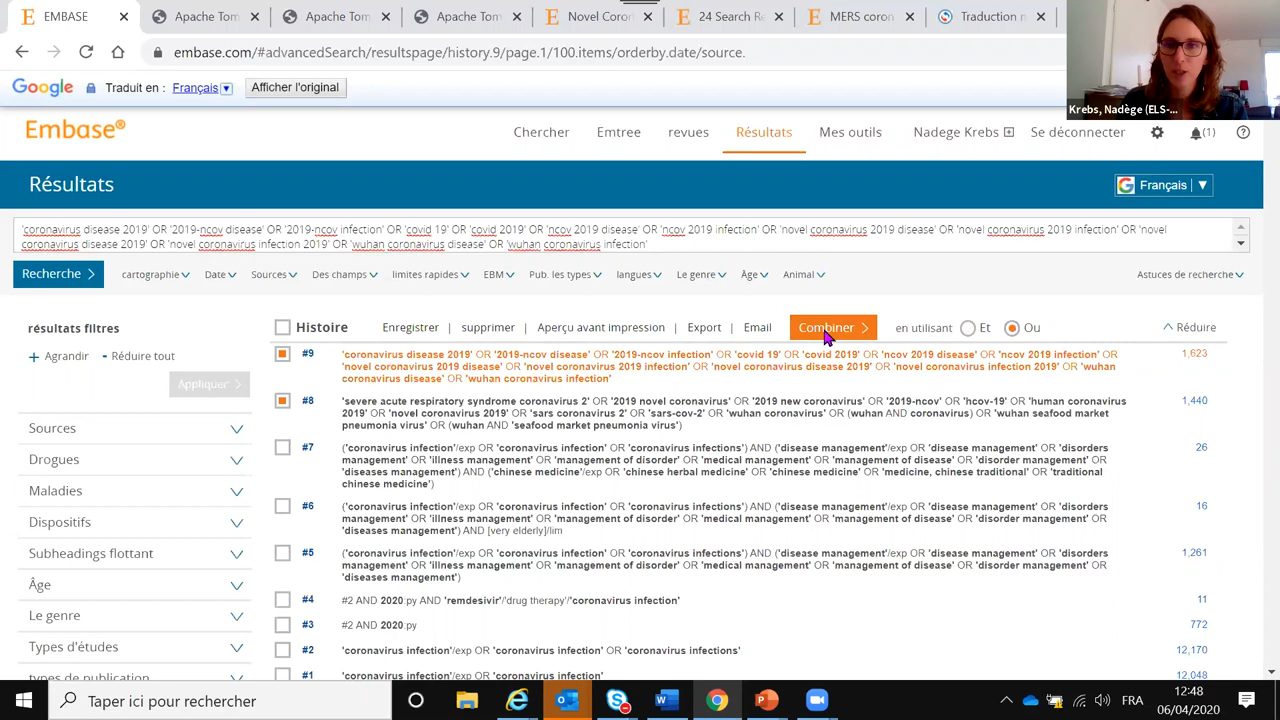 EMBASE
Apache Tom
Apache Tom
Apache Tom
Novel Coror
24 Search Re
MERS coron
Traduction n
embase.com/#advancedSearch/resultspage/history.9/page.1/100.items/orderby.date/source.
Google Traduit en : Français Afficher l'original
Krebs, Nadège (ELS-...
Embase®
Chercher Emtree revues Résultats Mes outils Nadege Krebs Se déconnecter (1)
Résultats
Français
'coronavirus disease 2019' OR '2019-ncov disease' OR '2019-ncov infection' OR 'covid 19' OR 'covid 2019' OR 'ncov 2019 disease' OR 'ncov 2019 infection' OR 'novel coronavirus 2019 disease' OR 'novel coronavirus 2019 infection' OR 'novel
coronavirus disease 2019' OR 'novel coronavirus infection 2019' OR 'wuhan coronavirus disease' OR 'wuhan coronavirus infection'
Recherche cartographie Date Sources Des champs limites rapides EBM Pub. les types langues Le genre Âge Animal Astuces de recherche
résultats filtres
+ Agrandir - Réduire tout
Appliquer
Sources
Drogues
Maladies
Dispositifs
Subheadings flottant
Âge
Le genre
Types d'études
types de publication
Histoire Enregistrer | supprimer | Aperçu avant impression | Export | Email Combiner en utilisant Et Ou Réduire
#9 'coronavirus disease 2019' OR '2019-ncov disease' OR '2019-ncov infection' OR 'covid 19' OR 'covid 2019' OR 'ncov 2019 disease' OR 'ncov 2019 infection' OR 1,623
'novel coronavirus 2019 disease' OR 'novel coronavirus 2019 infection' OR 'novel coronavirus disease 2019' OR 'novel coronavirus infection 2019' OR 'wuhan
coronavirus disease' OR 'wuhan coronavirus infection'
#8 'severe acute respiratory syndrome coronavirus 2' OR '2019 novel coronavirus' OR '2019 new coronavirus' OR '2019-ncov' OR 'hcov-19' OR 'human coronavirus 1,440
2019' OR 'novel coronavirus 2019' OR 'sars coronavirus 2' OR 'sars-cov-2' OR 'wuhan coronavirus' OR (wuhan AND coronavirus) OR 'wuhan seafood market
pneumonia virus' OR (wuhan AND 'seafood market pneumonia virus')
#7 ('coronavirus infection'/exp OR 'coronavirus infection' OR 'coronavirus infections') AND ('disease management'/exp OR 'disease management' OR 'disorders 26
management' OR 'illness management' OR 'management of disorder' OR 'medical management' OR 'management of disease' OR 'disorder management' OR
'diseases management') AND ('chinese medicine'/exp OR 'chinese herbal medicine' OR 'chinese medicine' OR 'medicine, chinese traditional' OR 'traditional
chinese medicine')
#6 ('coronavirus infection'/exp OR 'coronavirus infection' OR 'coronavirus infections') AND ('disease management'/exp OR 'disease management' OR 'disorders 16
management' OR 'illness management' OR 'management of disorder' OR 'medical management' OR 'management of disease' OR 'disorder management' OR
'diseases management') AND [very elderly]/lim
#5 ('coronavirus infection'/exp OR 'coronavirus infection' OR 'coronavirus infections') AND ('disease management'/exp OR 'disease management' OR 'disorders 1,261
management' OR 'illness management' OR 'management of disorder' OR 'medical management' OR 'management of disease' OR 'disorder management' OR
'diseases management')
#4 #2 AND 2020:py AND 'remdesivir'/'drug therapy'/'coronavirus infection' 11
#3 #2 AND 2020:py 772
#2 'coronavirus infection'/exp OR 'coronavirus infection' OR 'coronavirus infections' 12,170
#1 'coronavirus infection'/exp OR 'coronavirus infection' 12,048
Taper ici pour rechercher
FRA
12:48
06/04/2020